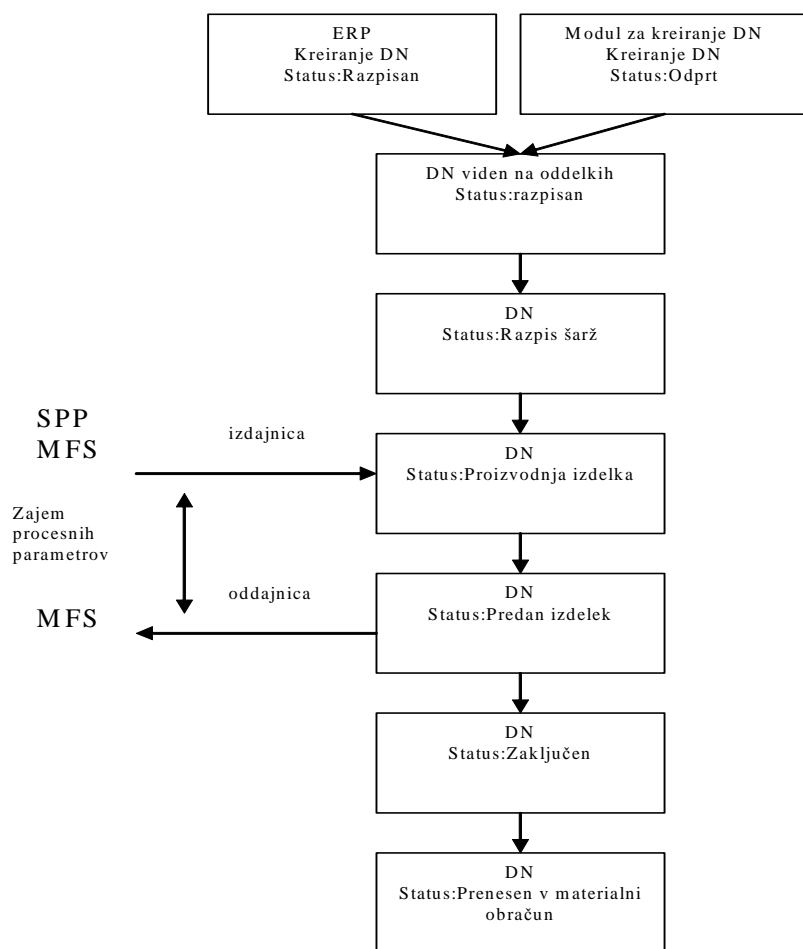 ERP
Kreiranje DN
Status:Razpisan
Modul za kreiranje DN
Kreiranje DN
Status:Odprt
DN viden na oddelkih
Status:razpisan
DN
Status:Razpis šarž
SPP
MFS
izdajnica
DN
Status:Proizvodnja izdelka
Zajem
procesnih
parametrov
oddajnica
MFS
DN
Status:Predan izdelek
DN
Status:Zaključen
DN
Status:Prenesen v materialni
obračun